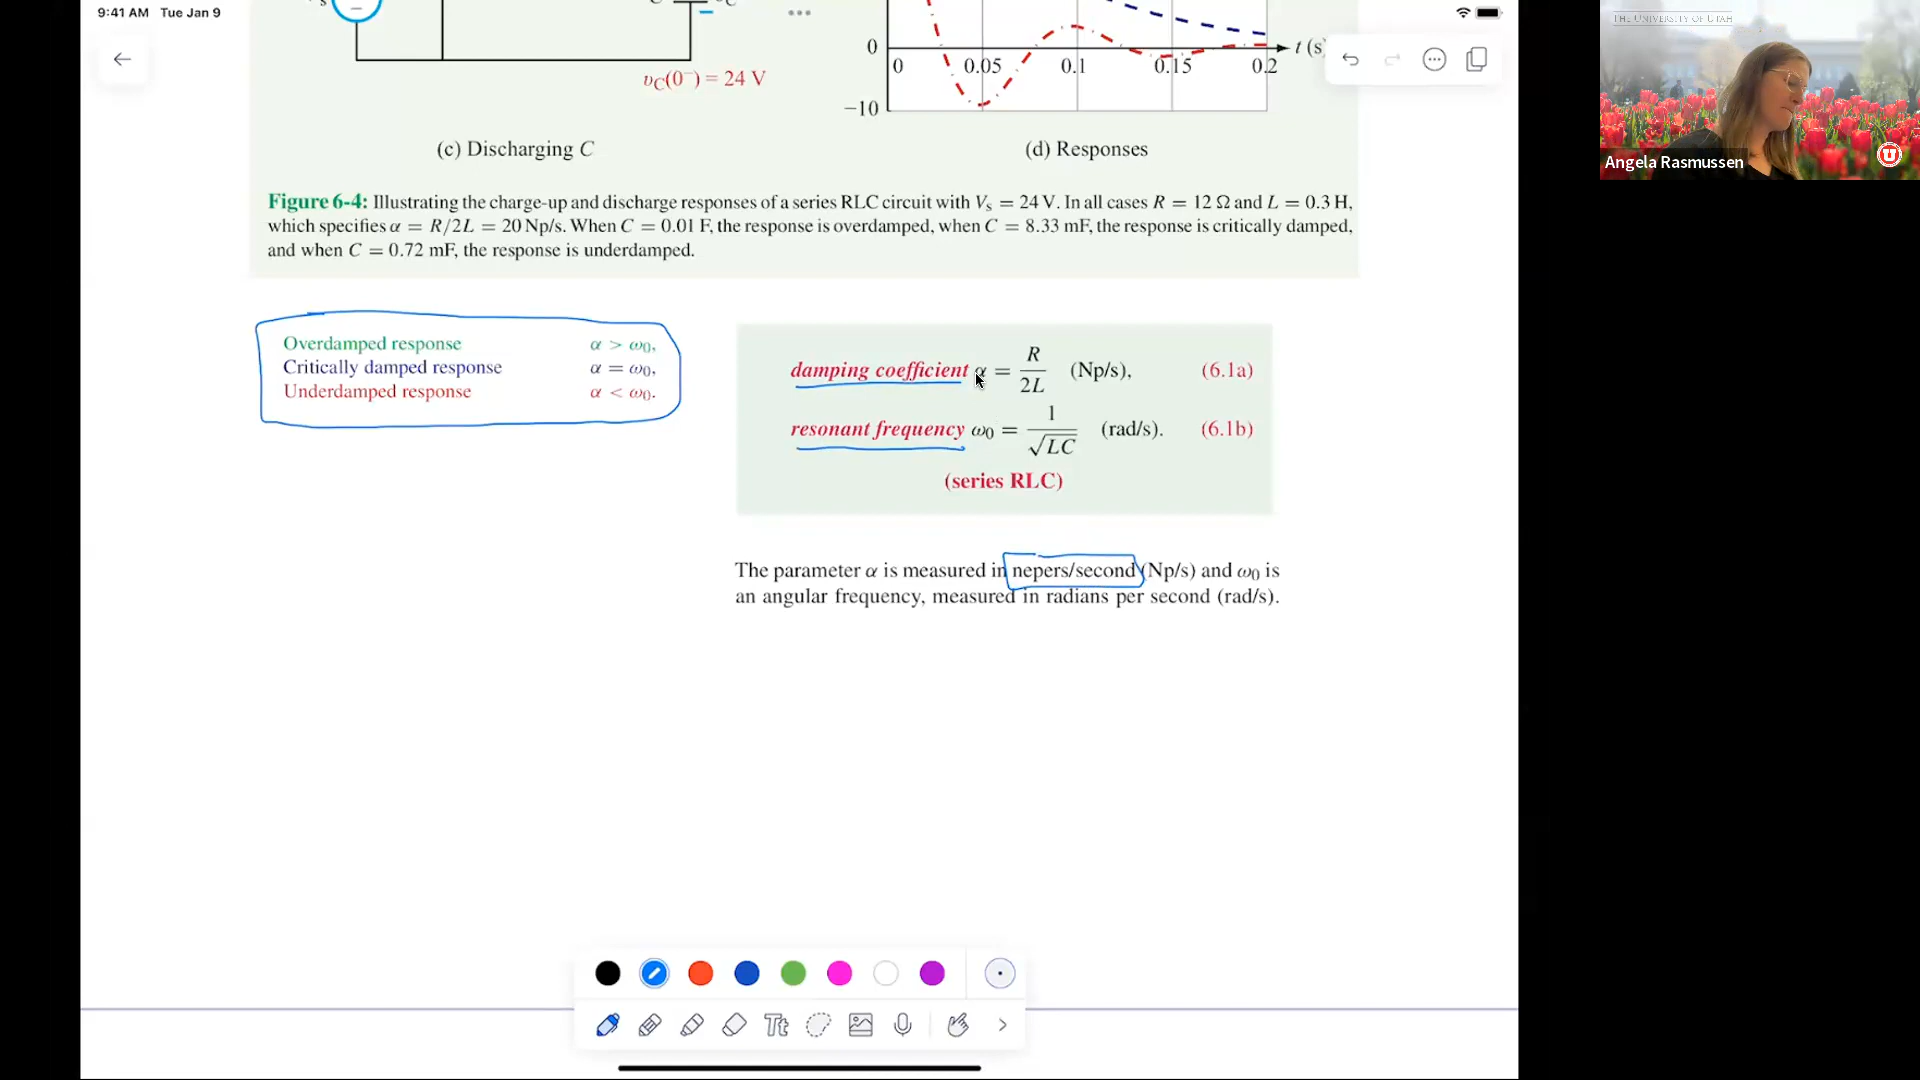 9:41 AM Tue Jan 9
THE UNIVERSITY OF UTAH
Angela Rasmussen
υC(0⁻) = 24 V
0
−10
0 0.05 0.1 0.15 0.2
t (s)
(c) Discharging C
(d) Responses
Figure 6-4: Illustrating the charge-up and discharge responses of a series RLC circuit with Vs = 24 V. In all cases R = 12 Ω and L = 0.3 H,
which specifies α = R/2L = 20 Np/s. When C = 0.01 F, the response is overdamped, when C = 8.33 mF, the response is critically damped,
and when C = 0.72 mF, the response is underdamped.
Overdamped response α > ω0,
Critically damped response α = ω0,
Underdamped response α < ω0.
damping coefficient α = R/2L (Np/s), (6.1a)
resonant frequency ω0 = 1/√LC (rad/s). (6.1b)
(series RLC)
The parameter α is measured in nepers/second (Np/s) and ω0 is
an angular frequency, measured in radians per second (rad/s).
Tt